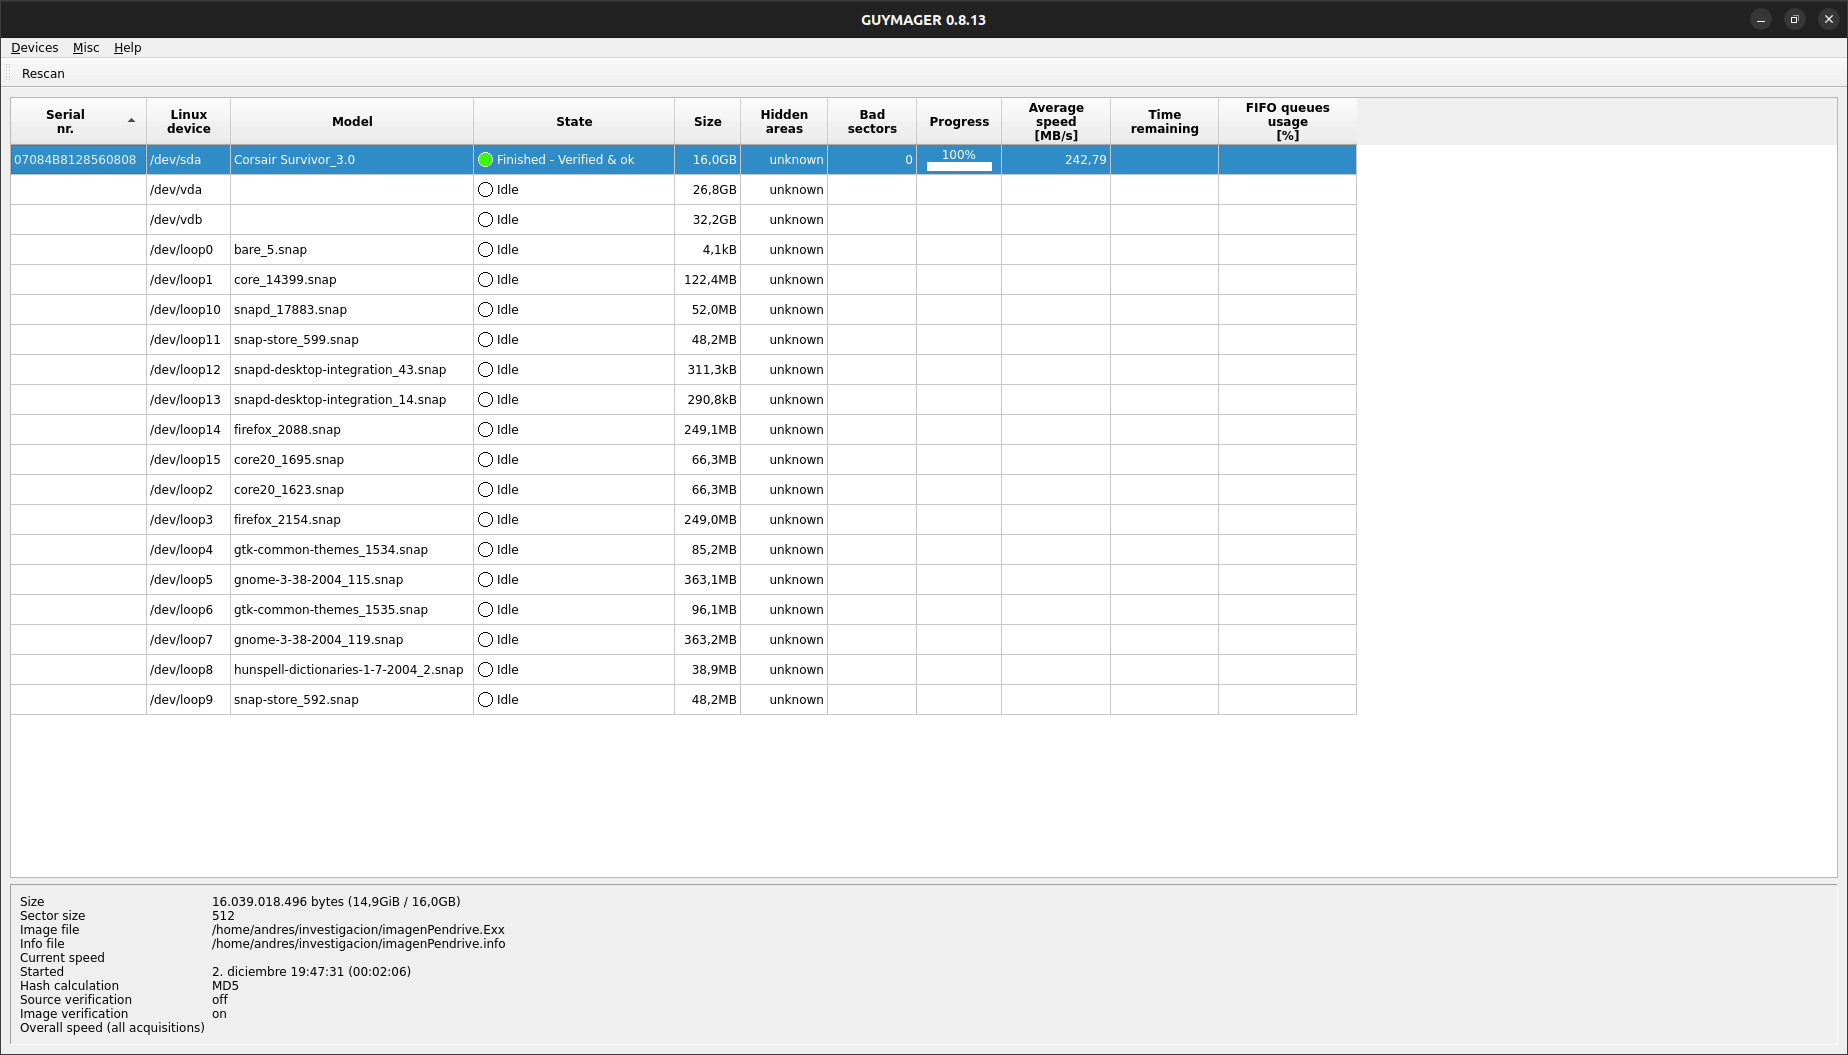 GUYMAGER 0.8.13
Devices Misc Help
Rescan
Serial nr. Linux device Model State Size Hidden areas Bad sectors Progress Average speed [MB/s] Time remaining FIFO queues usage [%]
07084B8128560808 /dev/sda Corsair Survivor_3.0 Finished - Verified & ok 16,0GB unknown 0 100% 242,79
/dev/vda Idle 26,8GB unknown
/dev/vdb Idle 32,2GB unknown
/dev/loop0 bare_5.snap Idle 4,1kB unknown
/dev/loop1 core_14399.snap Idle 122,4MB unknown
/dev/loop10 snapd_17883.snap Idle 52,0MB unknown
/dev/loop11 snap-store_599.snap Idle 48,2MB unknown
/dev/loop12 snapd-desktop-integration_43.snap Idle 311,3kB unknown
/dev/loop13 snapd-desktop-integration_14.snap Idle 290,8kB unknown
/dev/loop14 firefox_2088.snap Idle 249,1MB unknown
/dev/loop15 core20_1695.snap Idle 66,3MB unknown
/dev/loop2 core20_1623.snap Idle 66,3MB unknown
/dev/loop3 firefox_2154.snap Idle 249,0MB unknown
/dev/loop4 gtk-common-themes_1534.snap Idle 85,2MB unknown
/dev/loop5 gnome-3-38-2004_115.snap Idle 363,1MB unknown
/dev/loop6 gtk-common-themes_1535.snap Idle 96,1MB unknown
/dev/loop7 gnome-3-38-2004_119.snap Idle 363,2MB unknown
/dev/loop8 hunspell-dictionaries-1-7-2004_2.snap Idle 38,9MB unknown
/dev/loop9 snap-store_592.snap Idle 48,2MB unknown
Size 16.039.018.496 bytes (14,9GiB / 16,0GB)
Sector size 512
Image file /home/andres/investigacion/imagenPendrive.Exx
Info file /home/andres/investigacion/imagenPendrive.info
Current speed
Started 2. diciembre 19:47:31 (00:02:06)
Hash calculation MD5
Source verification off
Image verification on
Overall speed (all acquisitions)